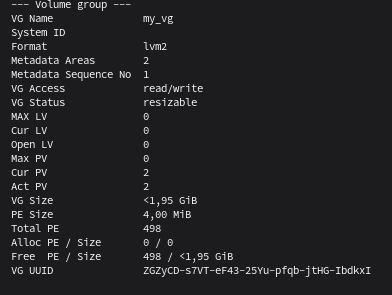 --- Volume group ---
VG Name my_vg
System ID
Format lvm2
Metadata Areas 2
Metadata Sequence No 1
VG Access read/write
VG Status resizable
MAX LV 0
Cur LV 0
Open LV 0
Max PV 0
Cur PV 2
Act PV 2
VG Size <1,95 GiB
PE Size 4,00 MiB
Total PE 498
Alloc PE / Size 0 / 0
Free  PE / Size 498 / <1,95 GiB
VG UUID ZGZyCD-s7VT-eF43-25Yu-pfqb-jtHG-IbdkxI